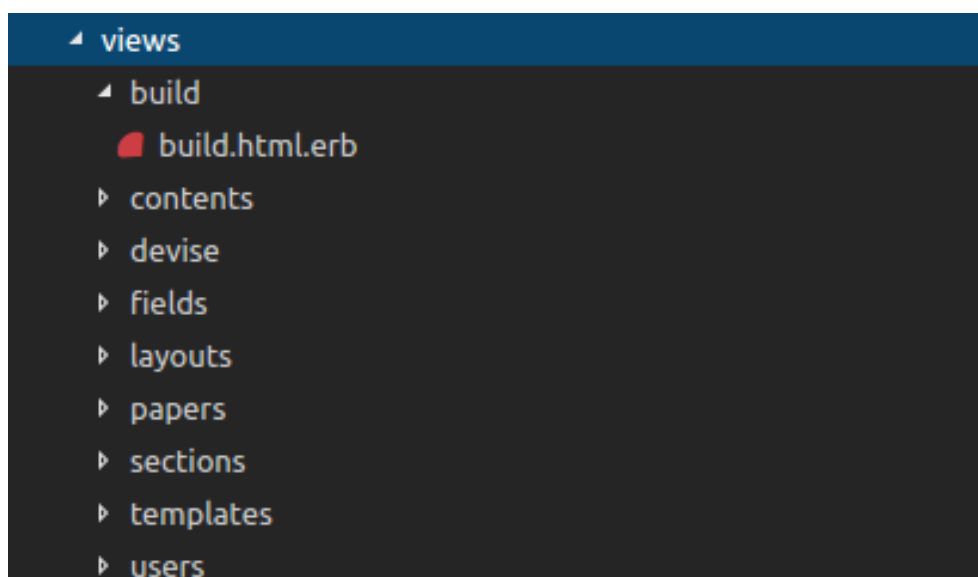 views
build
build.html.erb
contents
devise
fields
layouts
papers
sections
templates
users